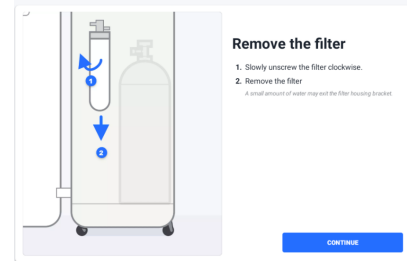 Remove the filter
1. Slowly unscrew the filter clockwise.
2. Remove the filter
A small amount of water may exit the filter housing bracket
1
2
CONTINUE